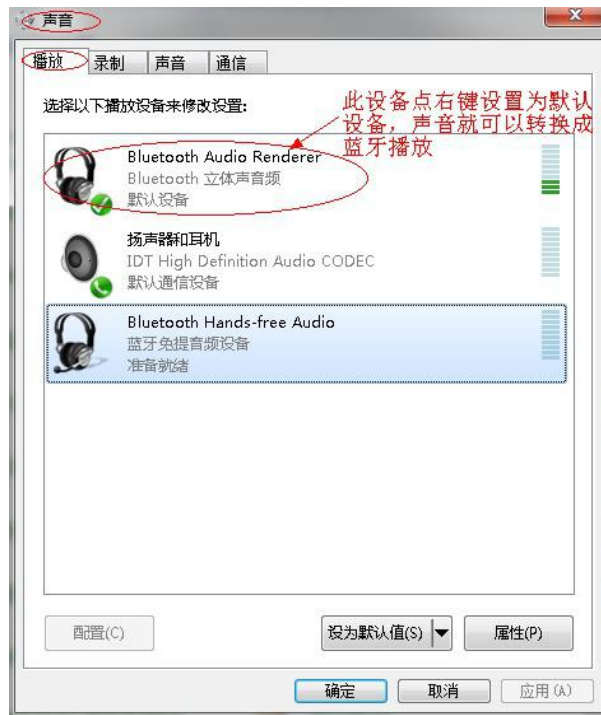 声音
播放 录制 声音 通信
选择以下播放设备来修改设置:
此设备点右键设置为默认
设备，声音就可以转换成
蓝牙播放
Bluetooth Audio Renderer
Bluetooth 立体声音频
默认设备
扬声器和耳机
IDT High Definition Audio CODEC
默认通信设备
Bluetooth Hands-free Audio
蓝牙免提音频设备
准备就绪
配置(C) 设为默认值(S) 属性(P)
确定 取消 应用(A)